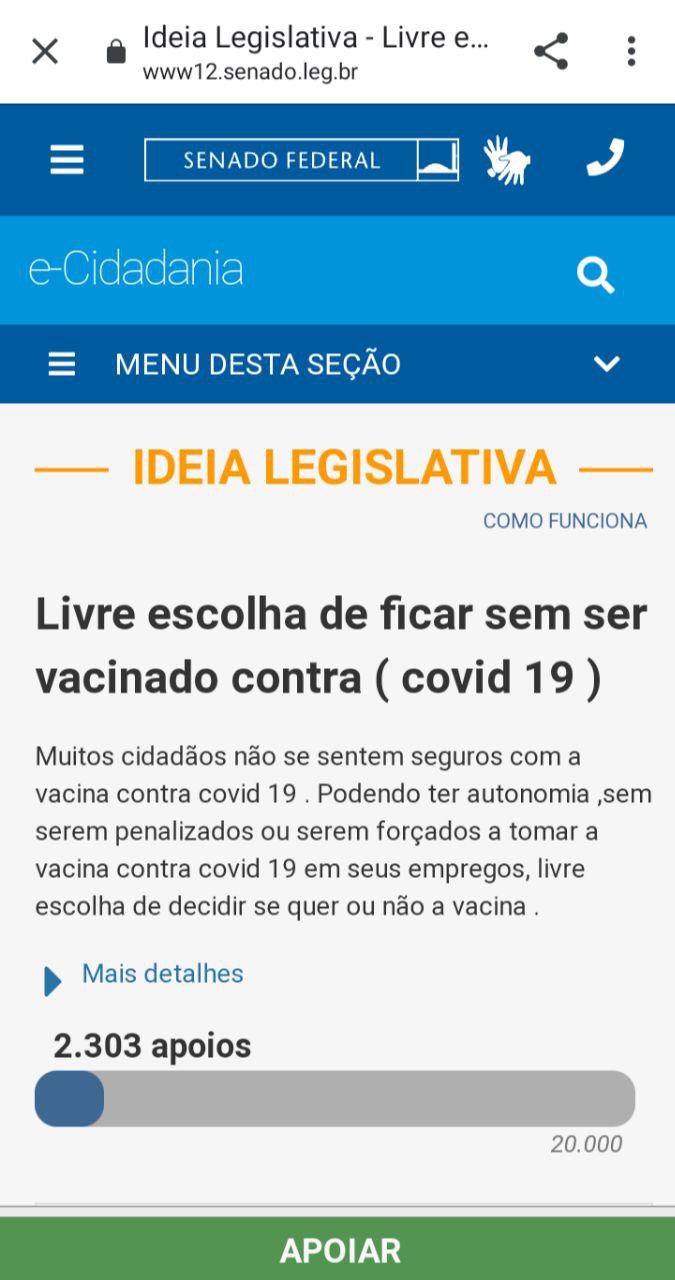 Ideia Legislativa - Livre e...
www12.senado.leg.br
SENADO FEDERAL
e-Cidadania
MENU DESTA SEÇÃO
IDEIA LEGISLATIVA
COMO FUNCIONA
Livre escolha de ficar sem ser
vacinado contra ( covid 19 )
Muitos cidadãos não se sentem seguros com a
vacina contra covid 19 . Podendo ter autonomia ,sem
serem penalizados ou serem forçados a tomar a
vacina contra covid 19 em seus empregos, livre
escolha de decidir se quer ou não a vacina .
Mais detalhes
2.303 apoios
20.000
APOIAR